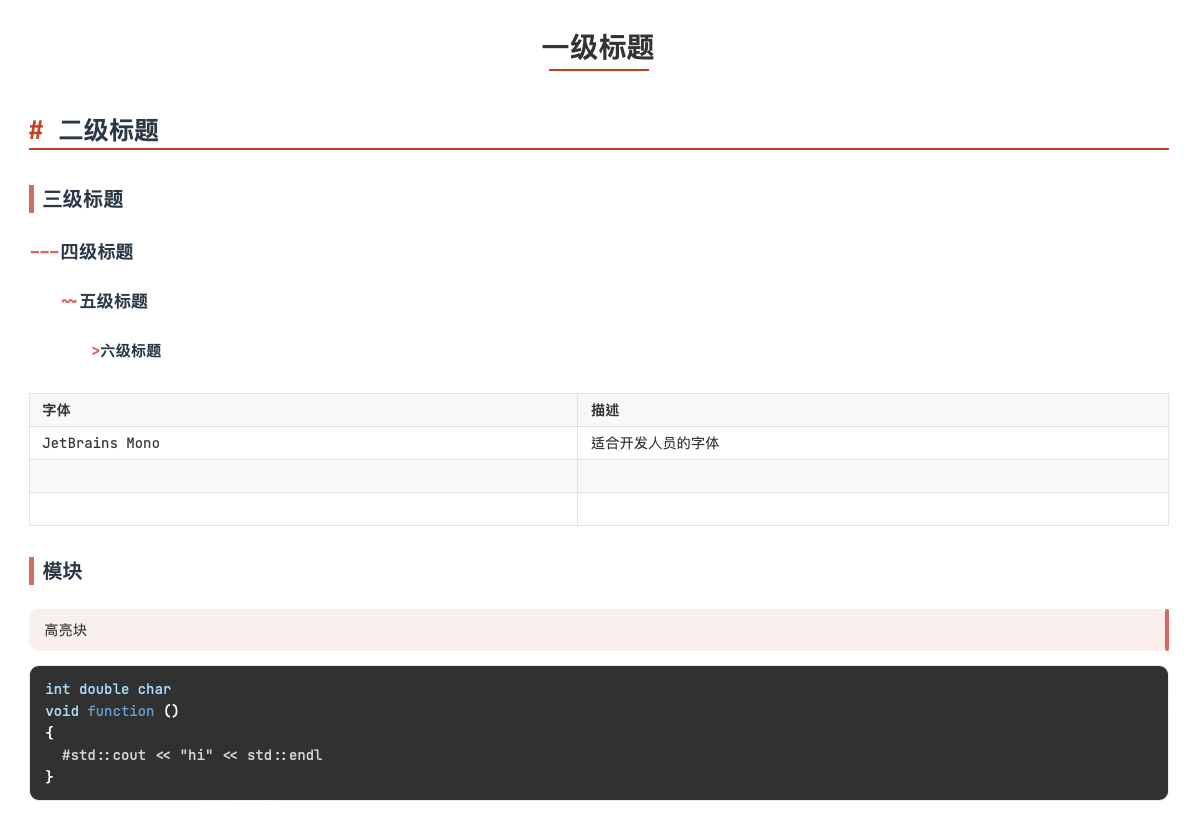 一级标题
# 二级标题
三级标题
---四级标题
~~五级标题
>六级标题
字体 描述
JetBrains Mono 适合开发人员的字体
模块
高亮块
int double char
void function ()
{
#std::cout << "hi" << std::endl
}